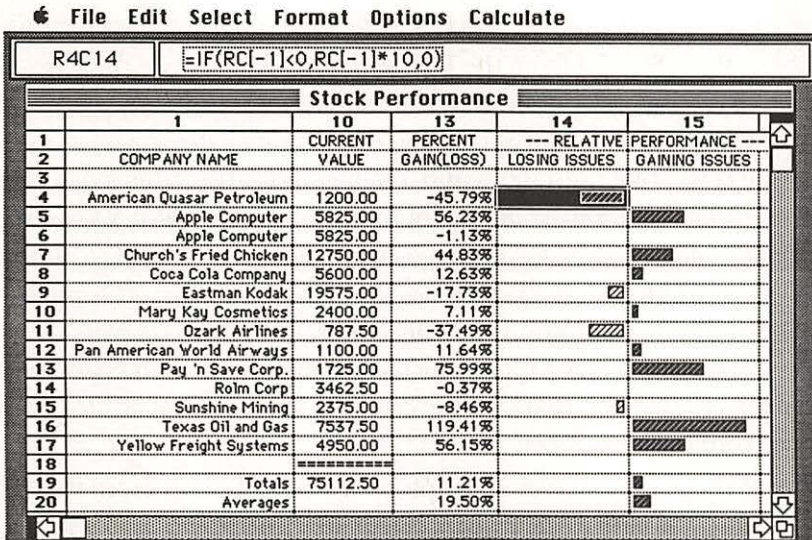 File Edit Select Format Options Calculate
R4C14 =IF(RC[-1]<0,RC[-1]*10,0)
Stock Performance
1 10 13 14 15
1 CURRENT PERCENT --- RELATIVE PERFORMANCE ---
2 COMPANY NAME VALUE GAIN(LOSS) LOSING ISSUES GAINING ISSUES
3
4 American Quasar Petroleum 1200.00 -45.79%
5 Apple Computer 5825.00 56.23%
6 Apple Computer 5825.00 -1.13%
7 Church's Fried Chicken 12750.00 44.83%
8 Coca Cola Company 5600.00 12.63%
9 Eastman Kodak 19575.00 -17.73%
10 Mary Kay Cosmetics 2400.00 7.11%
11 Ozark Airlines 787.50 -37.49%
12 Pan American World Airways 1100.00 11.64%
13 Pay 'n Save Corp. 1725.00 75.99%
14 Rolm Corp 3462.50 -0.37%
15 Sunshine Mining 2375.00 -8.46%
16 Texas Oil and Gas 7537.50 119.41%
17 Yellow Freight Systems 4950.00 56.15%
18 ==========
19 Totals 75112.50 11.21%
20 Averages 19.50%